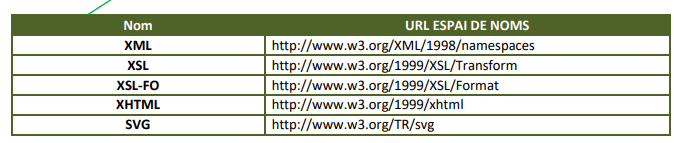 Nom URL ESPAI DE NOMS
XML http://www.w3.org/XML/1998/namespaces
XSL http://www.w3.org/1999/XSL/Transform
XSL-FO http://www.w3.org/1999/XSL/Format
XHTML http://www.w3.org/1999/xhtml
SVG http://www.w3.org/TR/svg